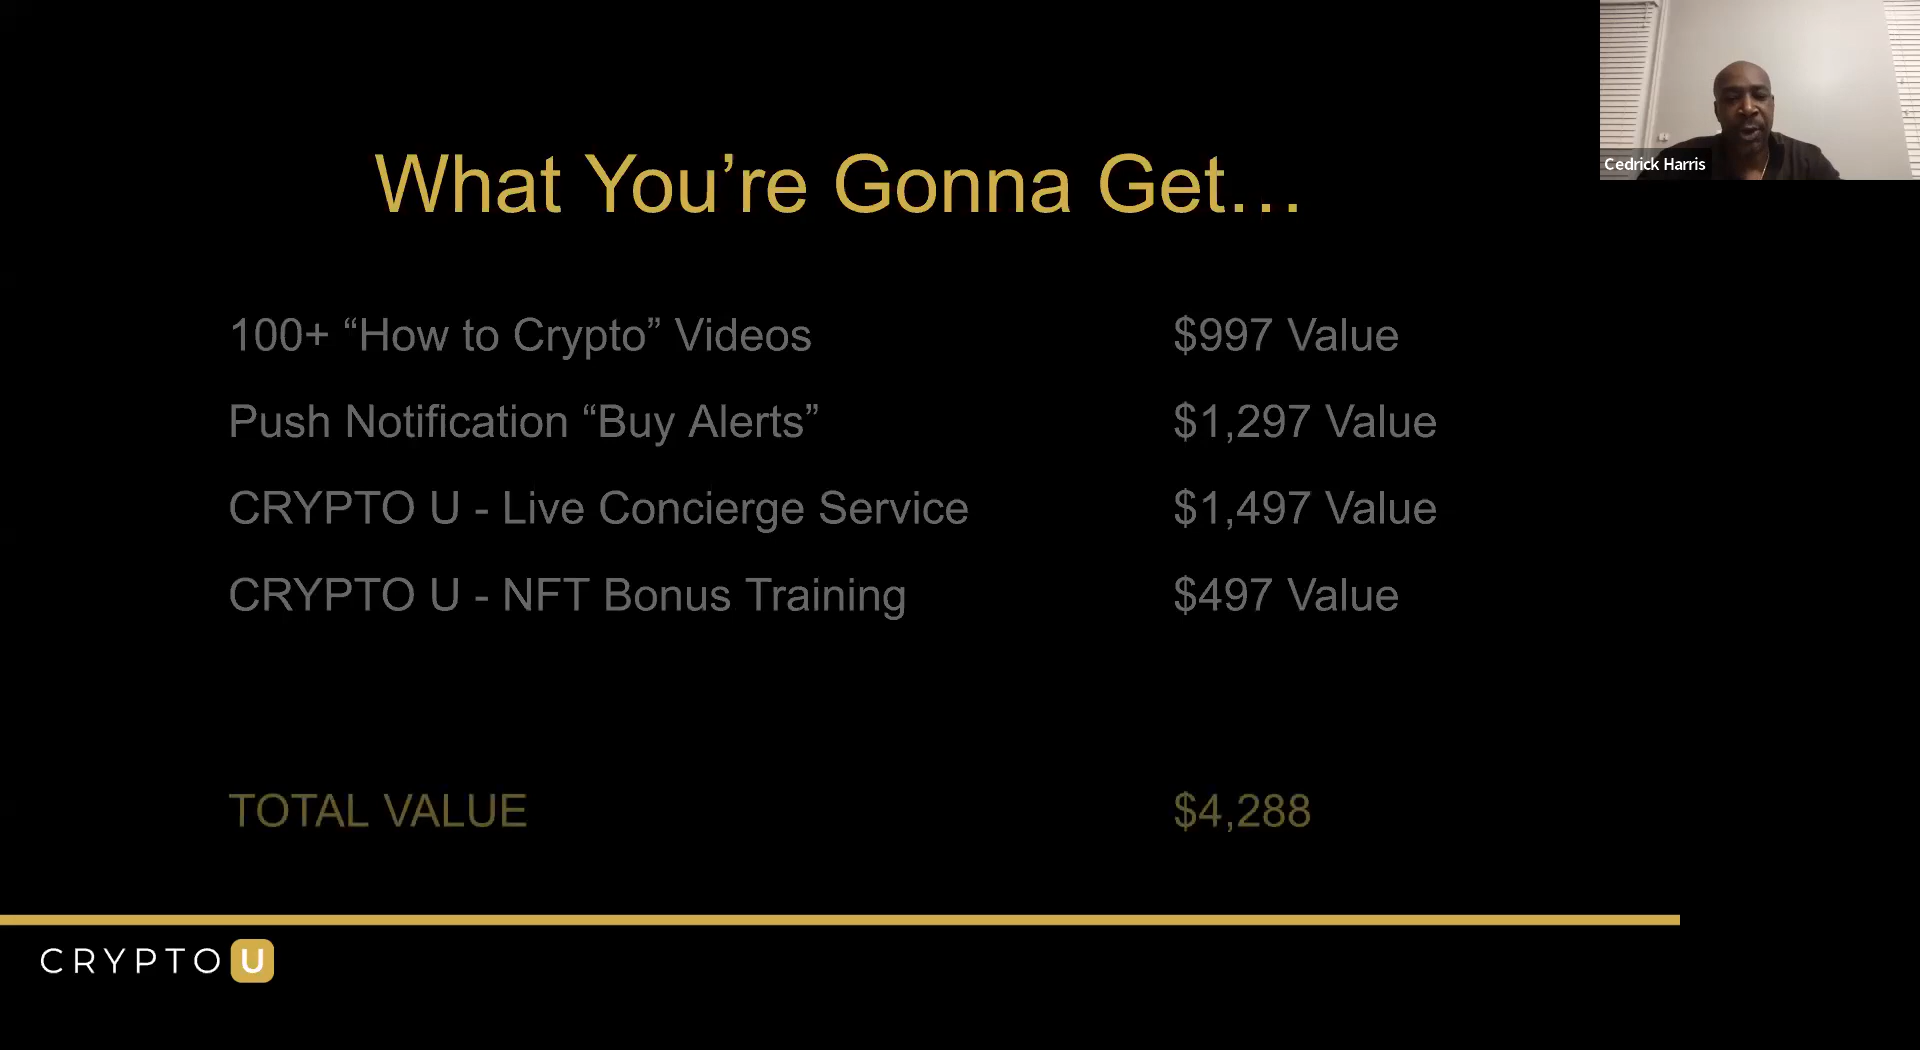 What You’re Gonna Get…
Cedrick Harris
100+ “How to Crypto” Videos $997 Value
Push Notification “Buy Alerts” $1,297 Value
CRYPTO U - Live Concierge Service $1,497 Value
CRYPTO U - NFT Bonus Training $497 Value
TOTAL VALUE $4,288
CRYPTO U